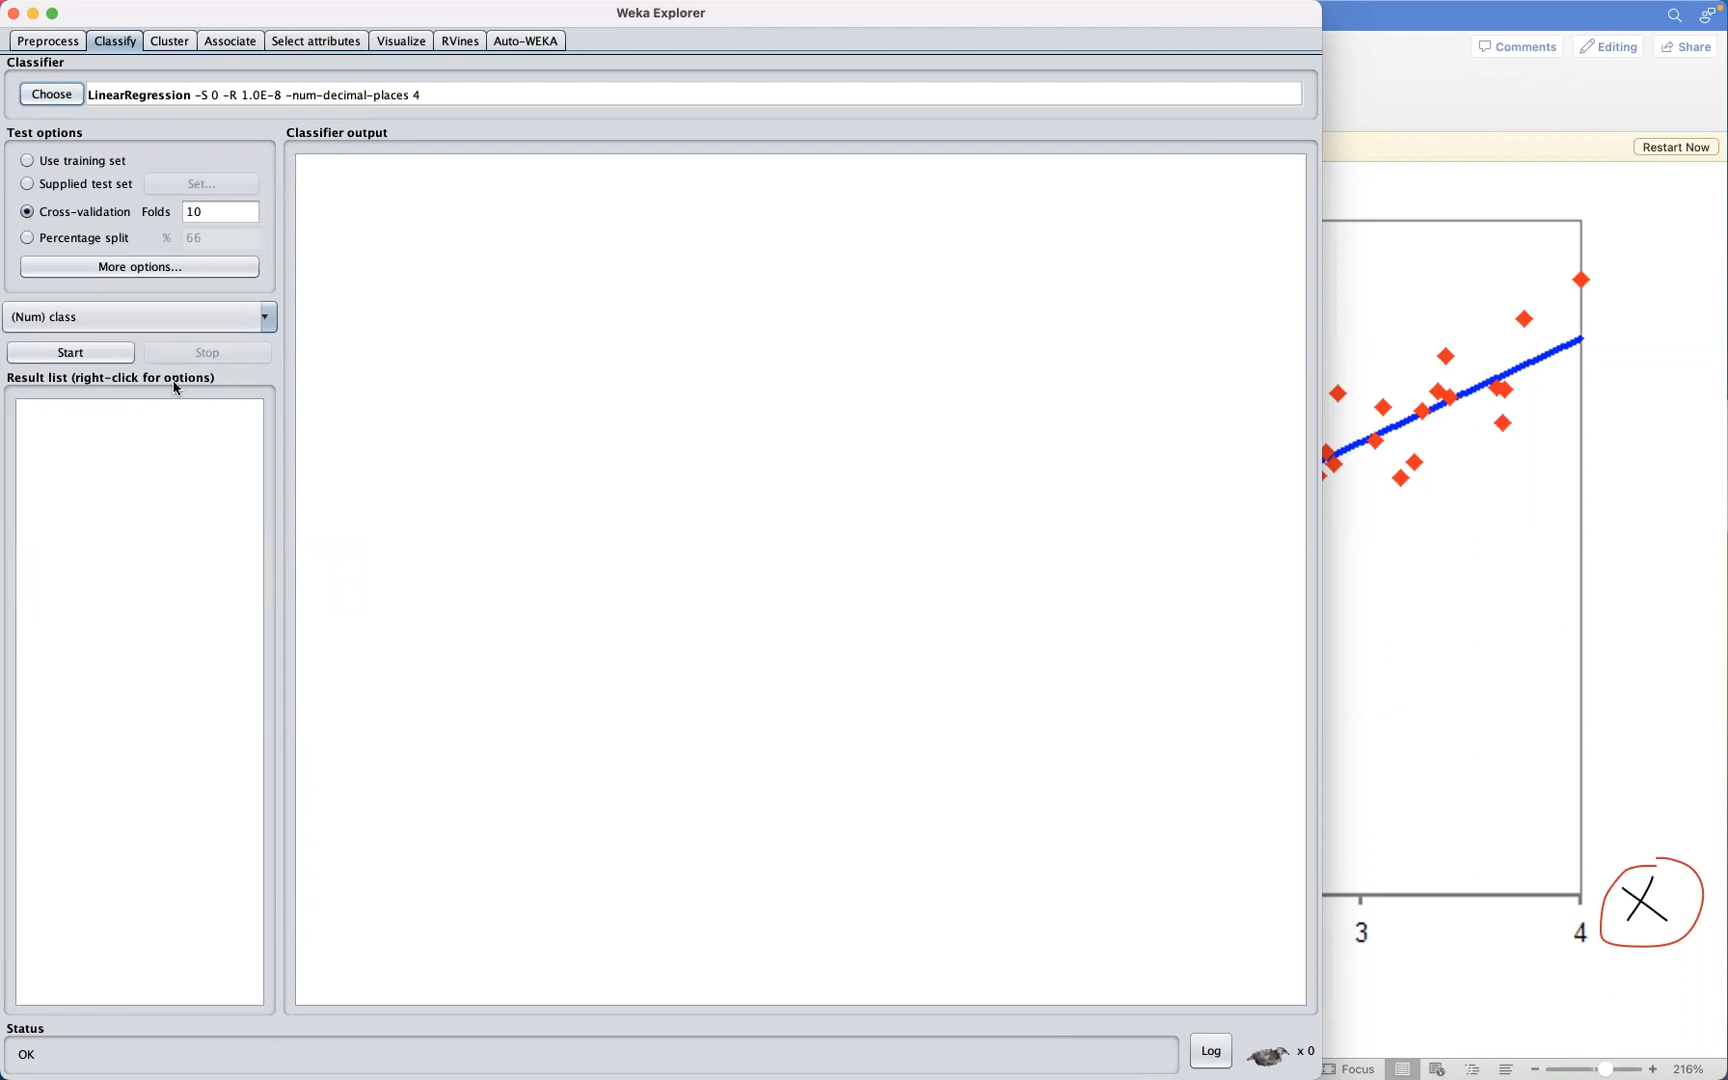 Weka Explorer
Preprocess Classify Cluster Associate Select attributes Visualize RVines Auto-WEKA
Classifier
Choose LinearRegression -S 0 -R 1.0E-8 -num-decimal-places 4
Test options
Use training set
Supplied test set Set...
Cross-validation Folds 10
Percentage split % 66
More options...
(Num) class
Start Stop
Result list (right-click for options)
Classifier output
Status
OK
Log x 0
Comments Editing Share
Restart Now
3 4 X
Focus 216%